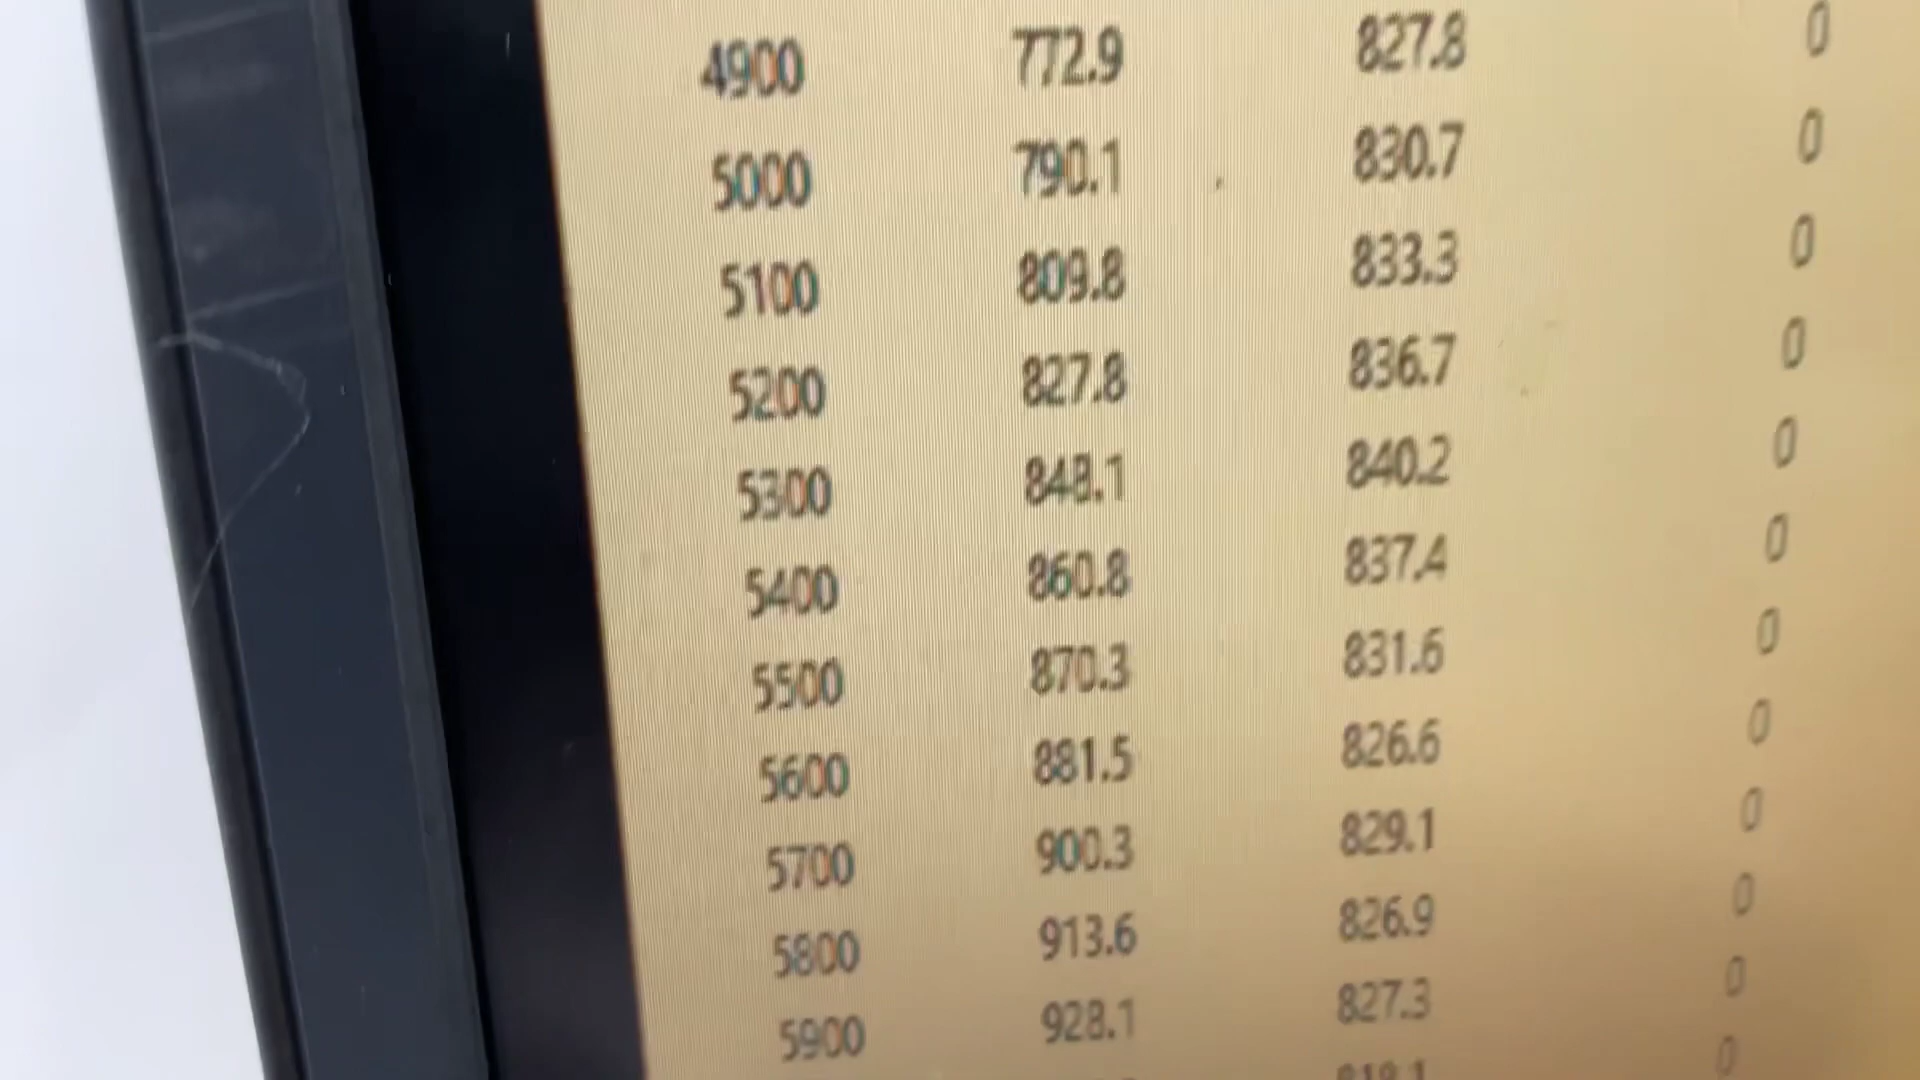 4900 772.9 827.8 0
5000 790.1 830.7 0
5100 809.8 833.3 0
5200 827.8 836.7 0
5300 848.1 840.2 0
5400 860.8 837.4 0
5500 870.3 831.6 0
5600 881.5 826.6 0
5700 900.3 829.1 0
5800 913.6 826.9 0
5900 928.1 827.3 0
0